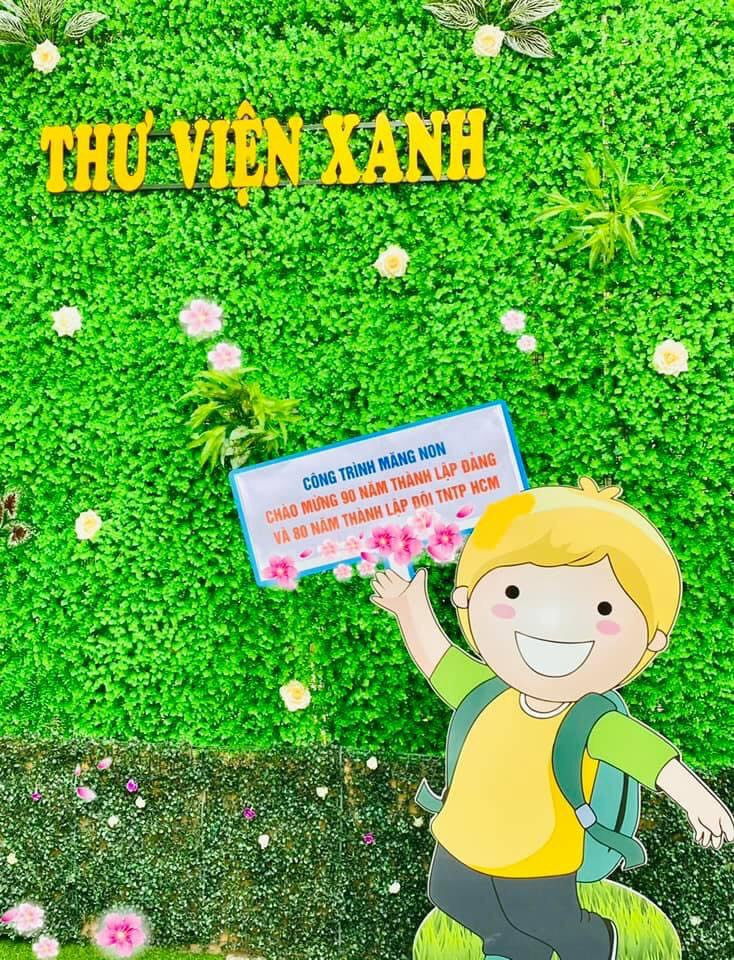 THƯ VIỆN XANH
CÔNG TRÌNH MĂNG NON
CHÀO MỪNG 90 NĂM THÀNH LẬP ĐẢNG
VÀ 80 NĂM THÀNH LẬP ĐỘI TNTP HCM